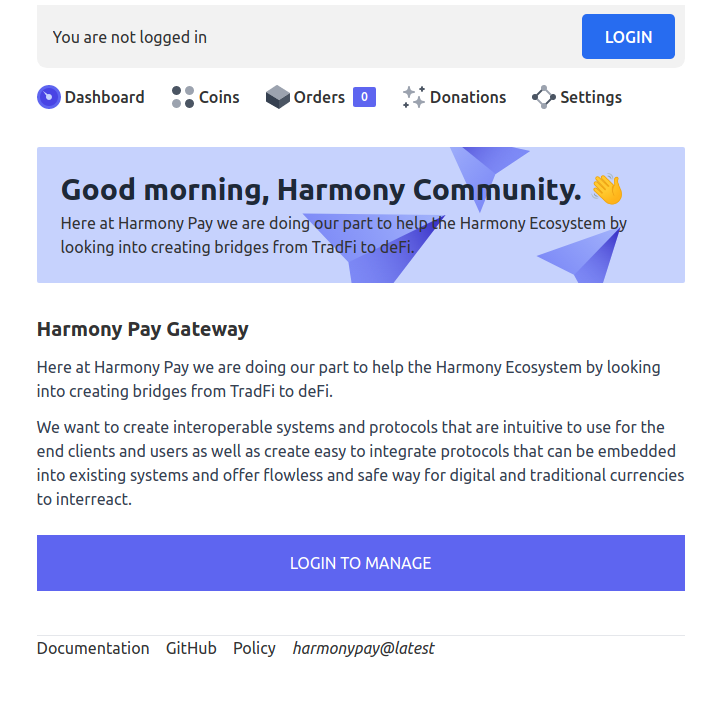 You are not logged in
LOGIN
Dashboard Coins Orders 0 Donations Settings
Good morning, Harmony Community. 👋
Here at Harmony Pay we are doing our part to help the Harmony Ecosystem by
looking into creating bridges from TradFi to deFi.
Harmony Pay Gateway
Here at Harmony Pay we are doing our part to help the Harmony Ecosystem by looking
into creating bridges from TradFi to deFi.
We want to create interoperable systems and protocols that are intuitive to use for the
end clients and users as well as create easy to integrate protocols that can be embedded
into existing systems and offer flowless and safe way for digital and traditional currencies
to interreact.
LOGIN TO MANAGE
Documentation GitHub Policy harmonypay@latest